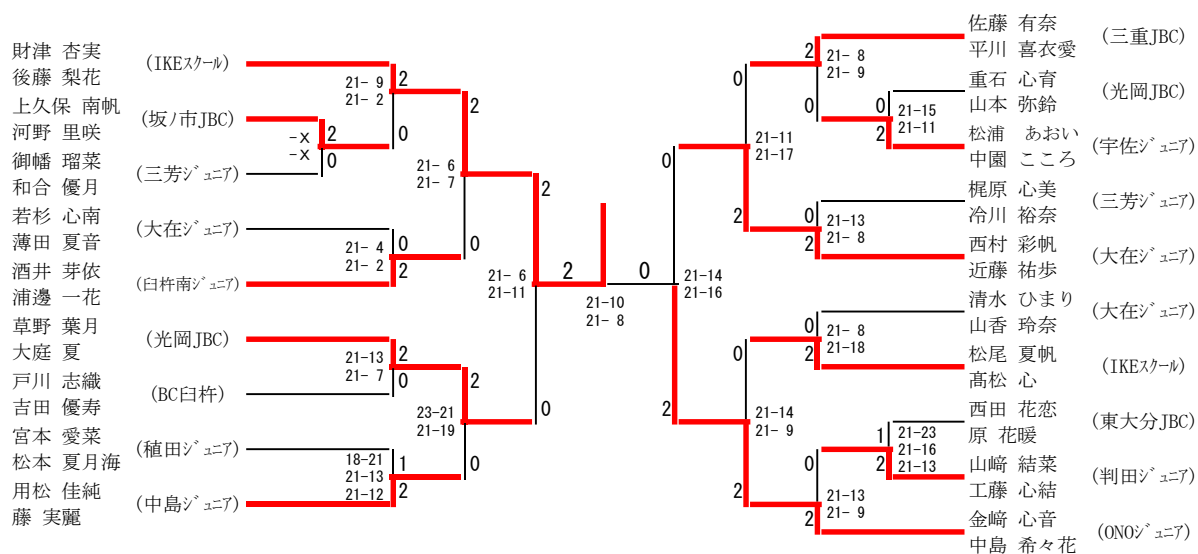 財津 杏実
後藤 梨花
(IKEスクール)
上久保 南帆
河野 里咲
(坂ノ市JBC)
御幡 瑠菜
和合 優月
(三芳ジュニア)
若杉 心南
薄田 夏音
(大在ジュニア)
酒井 芽依
浦邊 一花
(臼杵南ジュニア)
草野 葉月
大庭 夏
(光岡JBC)
戸川 志織
吉田 優寿
(BC臼杵)
宮本 愛菜
松本 夏月海
(稙田ジュニア)
用松 佳純
藤 実麗
(中島ジュニア)
21- 9
21- 2
2
0
-X
-X
2
0
21- 4
21- 2
0
2
21- 6
21- 7
2
0
21-13
21- 7
2
0
18-21
21-13
21-12
1
2
23-21
21-19
2
0
21- 6
21-11
2
0
2
0
21-10
21- 8
21-14
21-16
0
2
21-11
21-17
0
2
21- 8
21- 9
2
0
21-15
21-11
0
2
21-13
21- 8
0
2
21-14
21- 9
0
2
21- 8
21-18
0
2
21-23
21-16
21-13
1
2
21-13
21- 9
0
2
佐藤 有奈
平川 喜衣愛
(三重JBC)
重石 心育
山本 弥鈴
(光岡JBC)
松浦 あおい
中園 こころ
(宇佐ジュニア)
梶原 心美
冷川 裕奈
(三芳ジュニア)
西村 彩帆
近藤 祐歩
(大在ジュニア)
清水 ひまり
山香 玲奈
(大在ジュニア)
松尾 夏帆
髙松 心
(IKEスクール)
西田 花恋
原 花暖
(東大分JBC)
山﨑 結菜
工藤 心結
(判田ジュニア)
金﨑 心音
中島 希々花
(ONOジュニア)